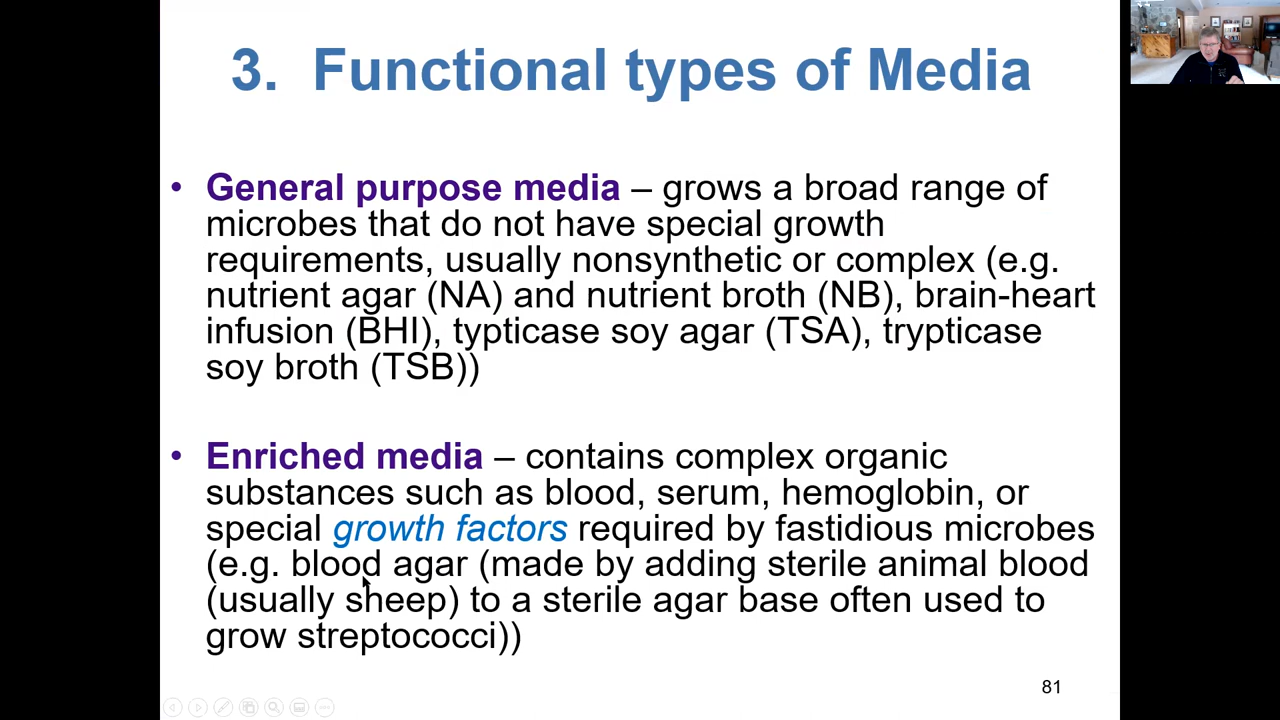 3. Functional types of Media
• General purpose media – grows a broad range of
microbes that do not have special growth
requirements, usually nonsynthetic or complex (e.g.
nutrient agar (NA) and nutrient broth (NB), brain-heart
infusion (BHI), typticase soy agar (TSA), trypticase
soy broth (TSB))
• Enriched media – contains complex organic
substances such as blood, serum, hemoglobin, or
special growth factors required by fastidious microbes
(e.g. blood agar (made by adding sterile animal blood
(usually sheep) to a sterile agar base often used to
grow streptococci))
81